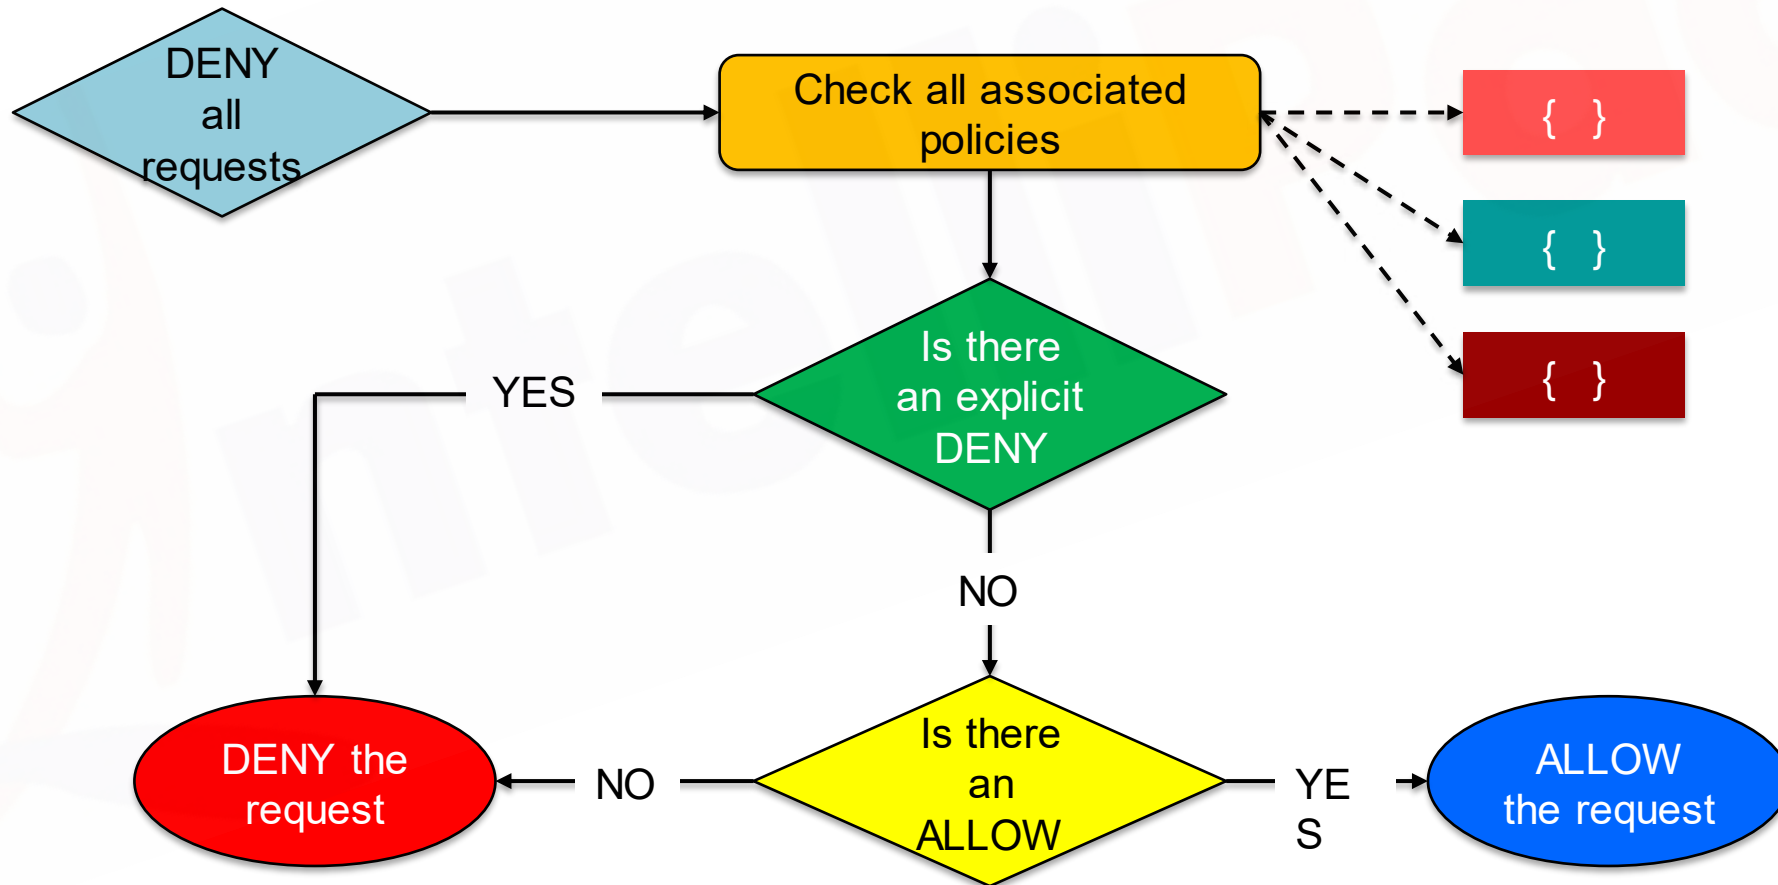 DENY
all
requests
Check all associated
policies
{ }
{ }
{ }
Is there
an explicit
DENY
YES
NO
Is there
an
ALLOW
NO
YE
S
DENY the
request
ALLOW
the request